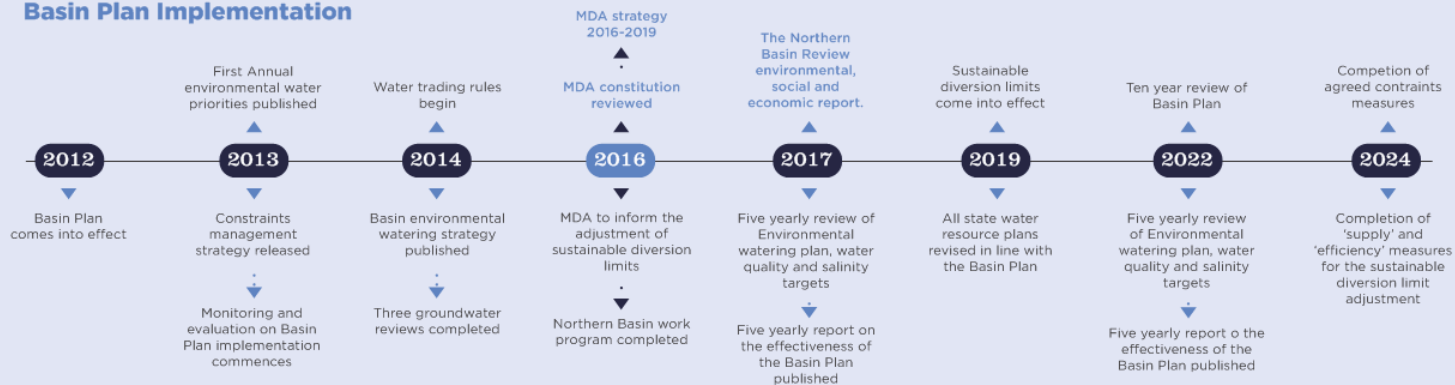 Basin Plan Implementation
2012
Basin Plan
comes into effect
First Annual
environmental water
priorities published
2013
Constraints
management
strategy released
Monitoring and
evaluation on Basin
Plan implementation
commences
Water trading rules
begin
2014
Basin environmental
watering strategy
published
Three groundwater
reviews completed
MDA strategy
2016-2019
MDA constitution
reviewed
2016
MDA to inform the
adjustment of
sustainable diversion
limits
Northern Basin work
program completed
The Northern
Basin Review
environmental,
social and
economic report.
2017
Five yearly review of
Environmental
watering plan, water
quality and salinity
targets
Five yearly report on
the effectiveness of
the Basin Plan
published
Sustainable
diversion limits
come into effect
2019
All state water
resource plans
revised in line with
the Basin Plan
Ten year review of
Basin Plan
2022
Five yearly review
of Environmental
watering plan, water
quality and salinity
targets
Five yearly report o the
effectiveness of the
Basin Plan published
Competion of
agreed contraints
measures
2024
Completion of
‘supply’ and
‘efficiency’ measures
for the sustainable
diversion limit
adjustment